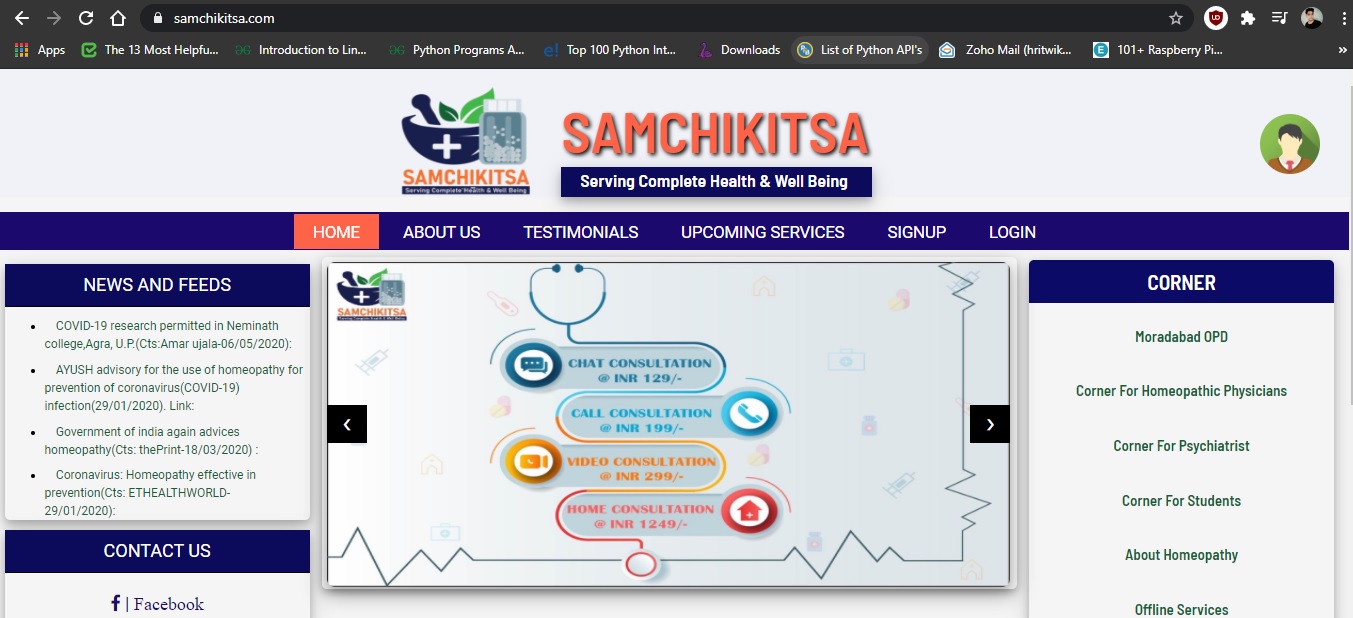 samchikitsa.com
Apps
The 13 Most Helpfu...
Introduction to Lin...
Python Programs A...
Top 100 Python Int...
Downloads
List of Python API's
Zoho Mail (hritwik...
101+ Raspberry Pi...
»
SAMCHIKITSA
Serving Complete Health & Well Being
SAMCHIKITSA
Serving Complete Health & Well Being
HOME
ABOUT US
TESTIMONIALS
UPCOMING SERVICES
SIGNUP
LOGIN
NEWS AND FEEDS
COVID-19 research permitted in Neminath
college,Agra, U.P.(Cts:Amar ujala-06/05/2020):
AYUSH advisory for the use of homeopathy for
prevention of coronavirus(COVID-19)
infection(29/01/2020). Link:
Government of india again advices
homeopathy(Cts: thePrint-18/03/2020) :
Coronavirus: Homeopathy effective in
prevention(Cts: ETHEALTHWORLD-
29/01/2020):
CONTACT US
f | Facebook
SAMCHIKITSA
CHAT CONSULTATION
@ INR 129/-
CALL CONSULTATION
@ INR 199/-
VIDEO CONSULTATION
@ INR 299/-
HOME CONSULTATION
@ INR 1249/-
CORNER
Moradabad OPD
Corner For Homeopathic Physicians
Corner For Psychiatrist
Corner For Students
About Homeopathy
Offline Services